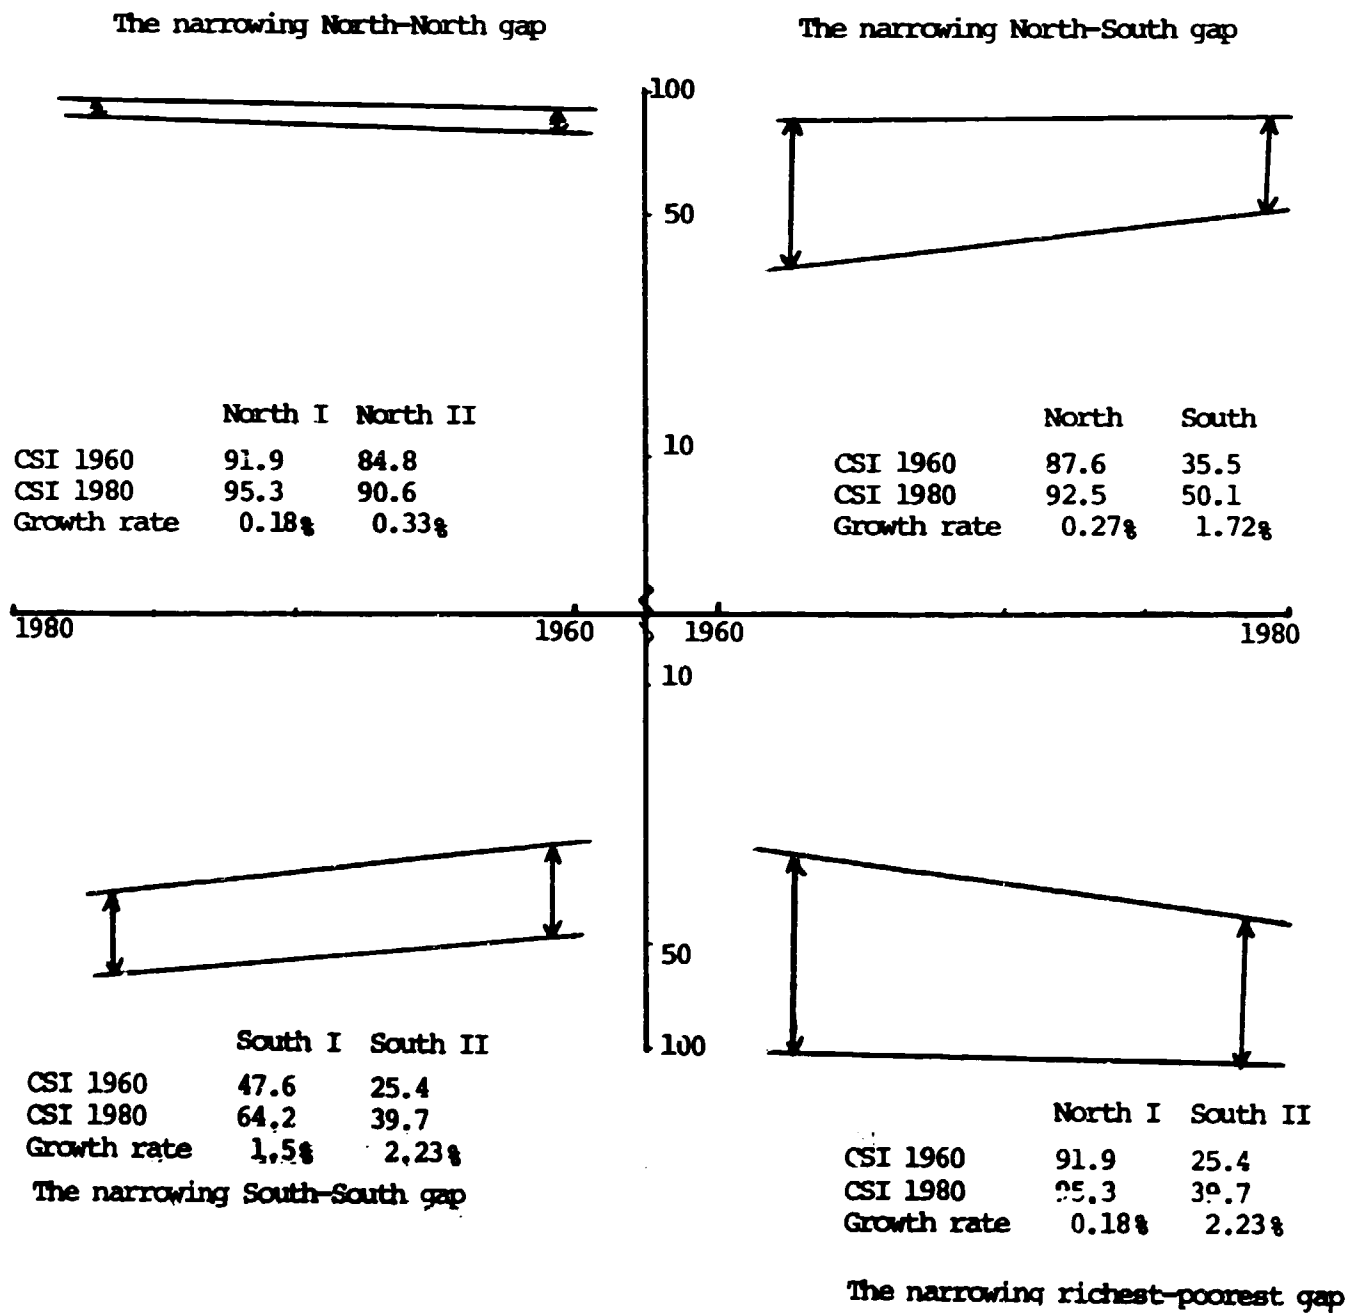 The narrowing North-North gap
The narrowing North-South gap
100
50
10
North I North II
CSI 1960 91.9 84.8
CSI 1980 95.3 90.6
Growth rate 0.18% 0.33%
North South
CSI 1960 87.6 35.5
CSI 1980 92.5 50.1
Growth rate 0.27% 1.72%
1980 1960 1960 1980
10
50
100
South I South II
CSI 1960 47.6 25.4
CSI 1980 64.2 39.7
Growth rate 1.5% 2.23%
The narrowing South-South gap
North I South II
CSI 1960 91.9 25.4
CSI 1980 95.3 39.7
Growth rate 0.18% 2.23%
The narrowing richest-poorest gap